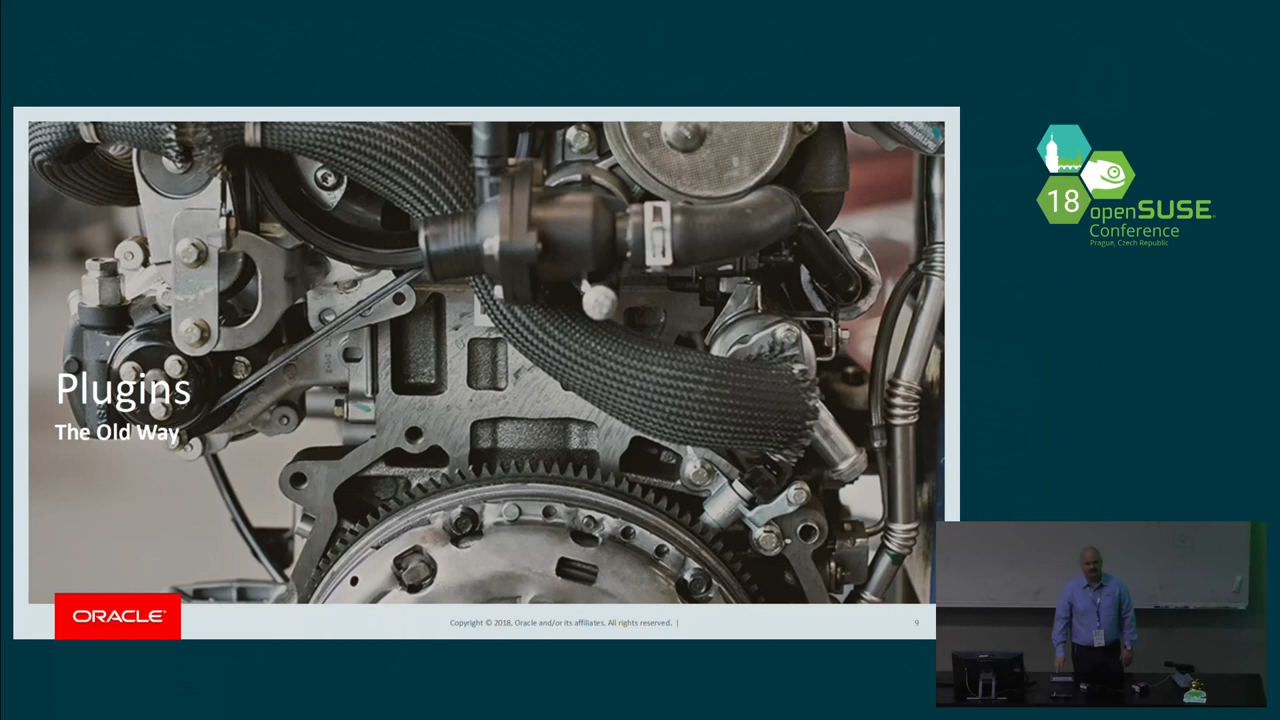 Plugins
The Old Way
ORACLE®
Copyright © 2018, Oracle and/or its affiliates. All rights reserved. |
9
18
openSUSE®
Conference
Prague, Czech Republic